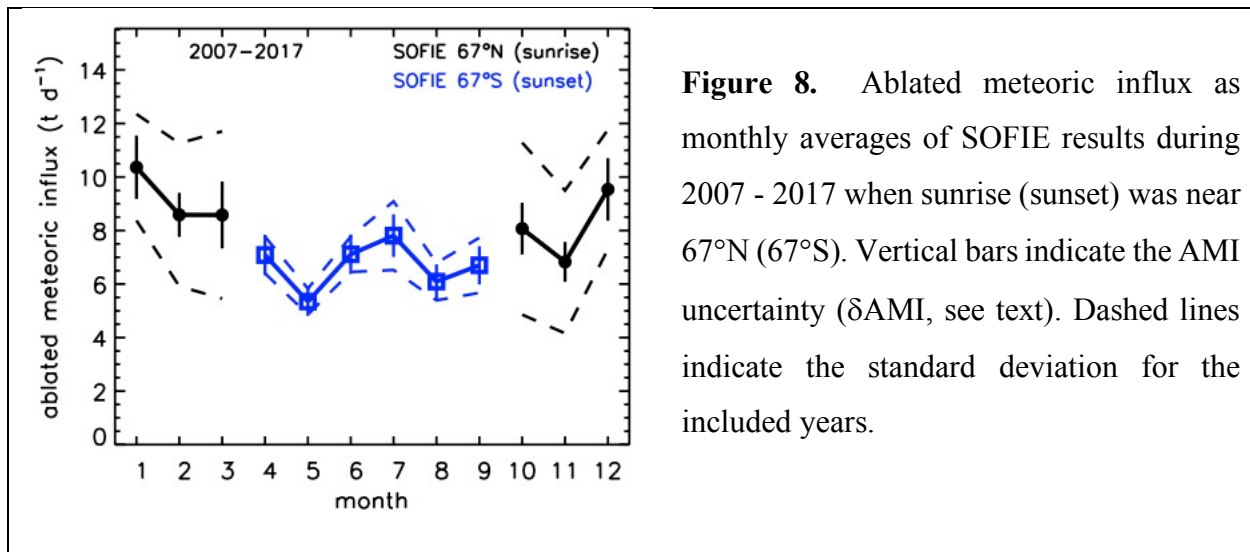 2007−2017 SOFIE 67°N (sunrise)
SOFIE 67°S (sunset)
ablated meteoric influx (t d⁻¹)
14
12
10
8
6
4
2
0
1 2 3 4 5 6 7 8 9 10 11 12
month
Figure 8. Ablated meteoric influx as
monthly averages of SOFIE results during
2007 - 2017 when sunrise (sunset) was near
67°N (67°S). Vertical bars indicate the AMI
uncertainty (δAMI, see text). Dashed lines
indicate the standard deviation for the
included years.